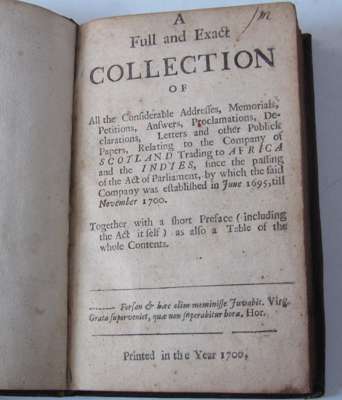 A
Full and Exact
COLLECTION
OF
All the Considerable Addresses, Memorials,
Petitions, Answers, Proclamations, De-
clarations, Letters and other Publick
Papers, Relating to the Company of
SCOTLAND Trading to AFRICA
and the INDIES, since the passing
of the Act of Parliament, by which the said
Company was established in June 1695, till
November 1700.
Together with a short Preface (including
the Act it self) as also a Table of the
whole Contents.
Forsan & hæc olim meminisse Juvabit. Virg.
Grata superveniet, quæ non sperabitur hora. Hor.
Printed in the Year 1700.